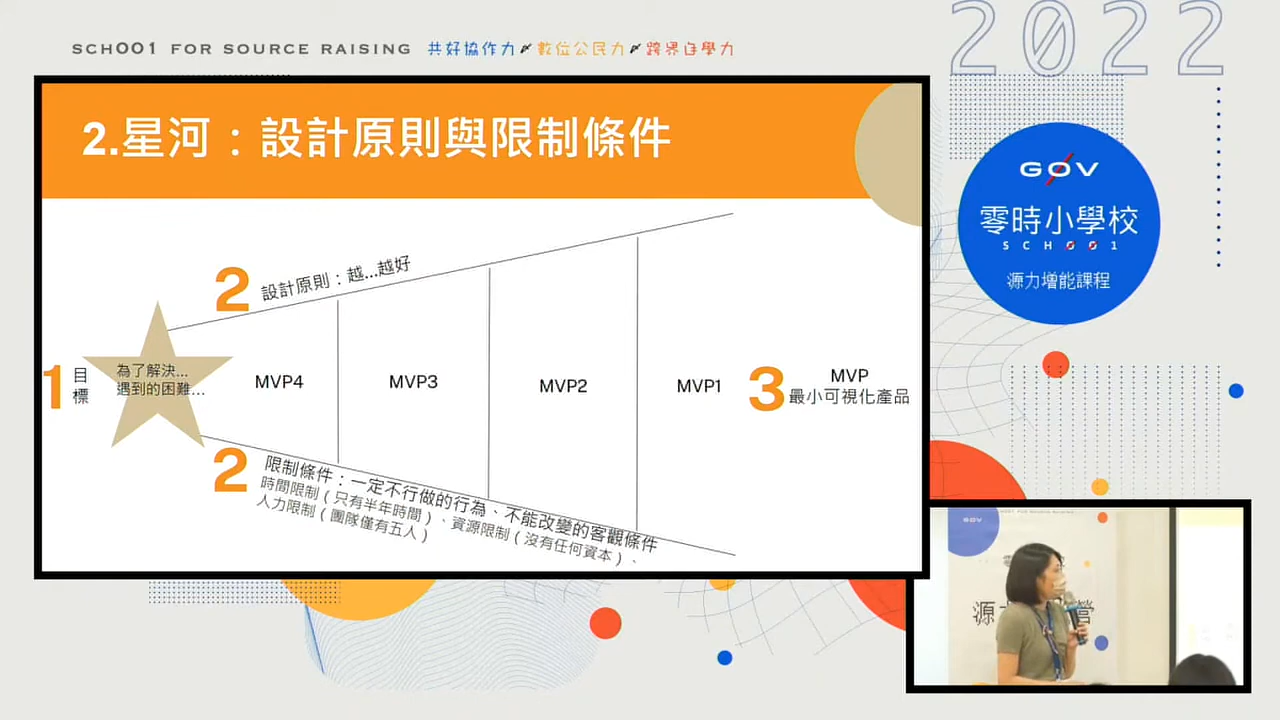 SCHOO1 FOR SOURCE RAISING 共好協作力 數位公民力 跨界自學力
2022
2.星河：設計原則與限制條件
2 設計原則：越...越好
1 目標
為了解決...
遇到的困難...
MVP4
MVP3
MVP2
MVP1
3 MVP
最小可視化產品
2 限制條件：一定不行做的行為、不能改變的客觀條件
時間限制（只有半年時間）、資源限制（沒有任何資本）、
人力限制（團隊僅有五人）
GOV
零時小學校
SCHOO1
源力增能課程
GOV
源
營